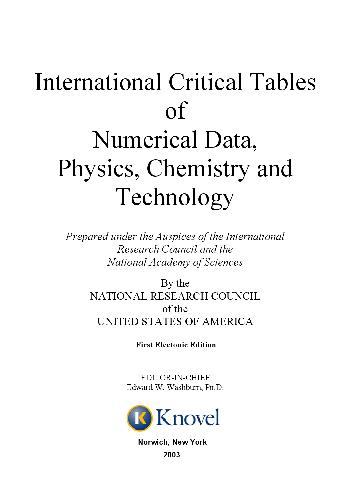 International Critical Tables
of
Numerical Data,
Physics, Chemistry and
Technology
Prepared under the Auspices of the International
Research Council and the
National Academy of Sciences
By the
NATIONAL RESEARCH COUNCIL
of the
UNITED STATES OF AMERICA
First Electonic Edition
EDITOR-IN-CHIEF
Edward W. Washburn, Ph.D.
K Knovel
Norwich, New York
2003